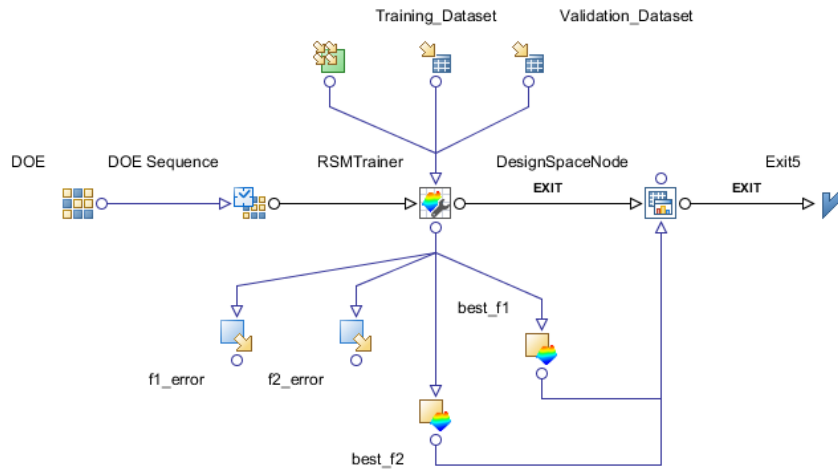 Training_Dataset
Validation_Dataset
DOE
DOE Sequence
RSMTrainer
DesignSpaceNode
Exit5
EXIT
EXIT
best_f1
f1_error
f2_error
best_f2